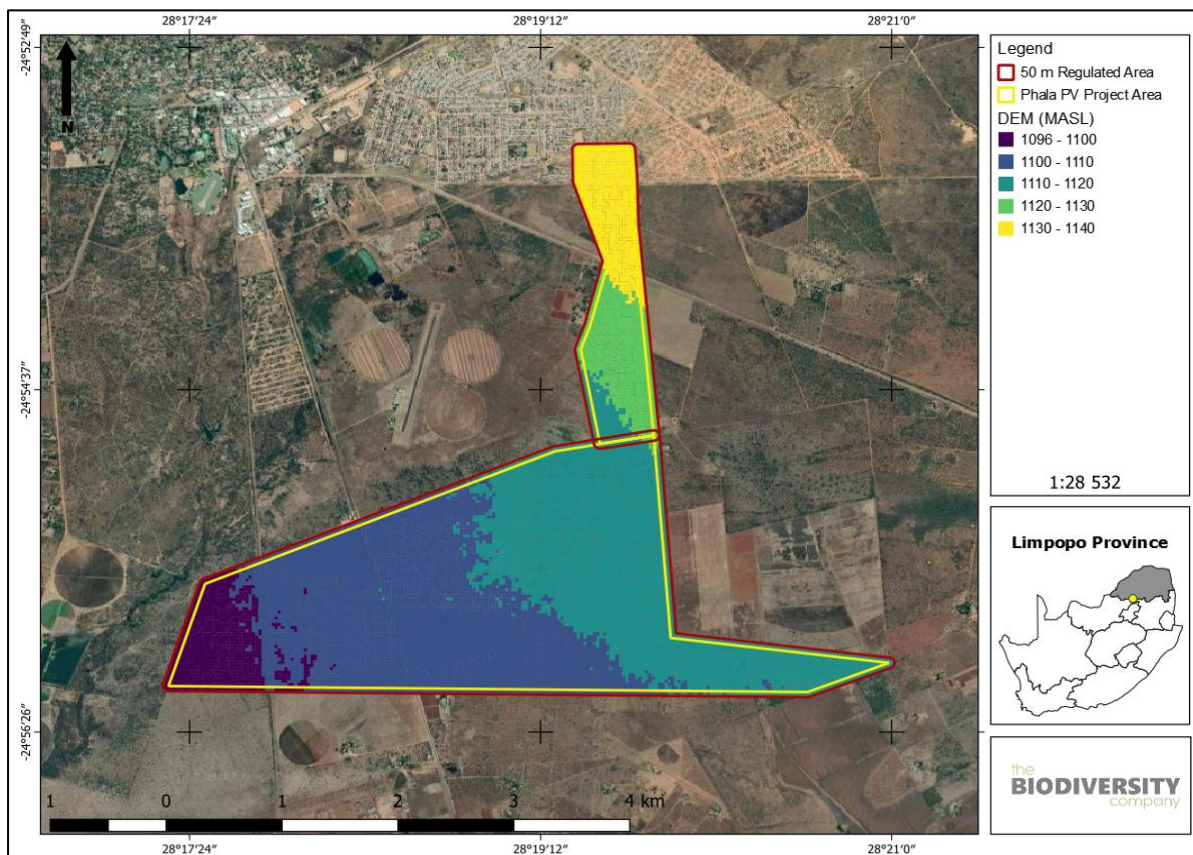 28°17′24″ 28°19′12″ 28°21′0″
-24°52′49″
-24°54′37″
-24°56′26″
N
1 0 1 2 3 4 km
28°17′24″ 28°19′12″ 28°21′0″
Legend
50 m Regulated Area
Phala PV Project Area
DEM (MASL)
1096 - 1100
1100 - 1110
1110 - 1120
1120 - 1130
1130 - 1140
1:28 532
Limpopo Province
the
BIODIVERSITY
company